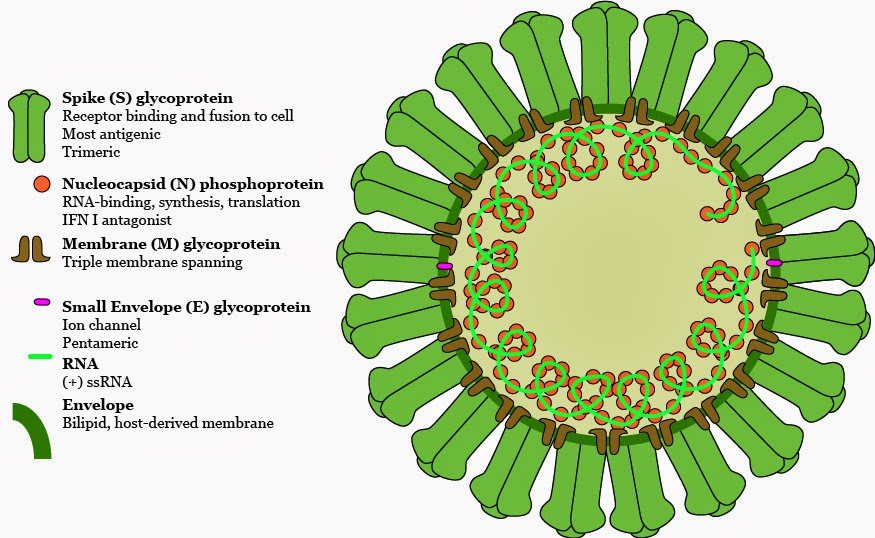 Spike (S) glycoprotein
Receptor binding and fusion to cell
Most antigenic
Trimeric
Nucleocapsid (N) phosphoprotein
RNA-binding, synthesis, translation
IFN I antagonist
Membrane (M) glycoprotein
Triple membrane spanning
Small Envelope (E) glycoprotein
Ion channel
Pentameric
RNA
(+) ssRNA
Envelope
Bilipid, host-derived membrane